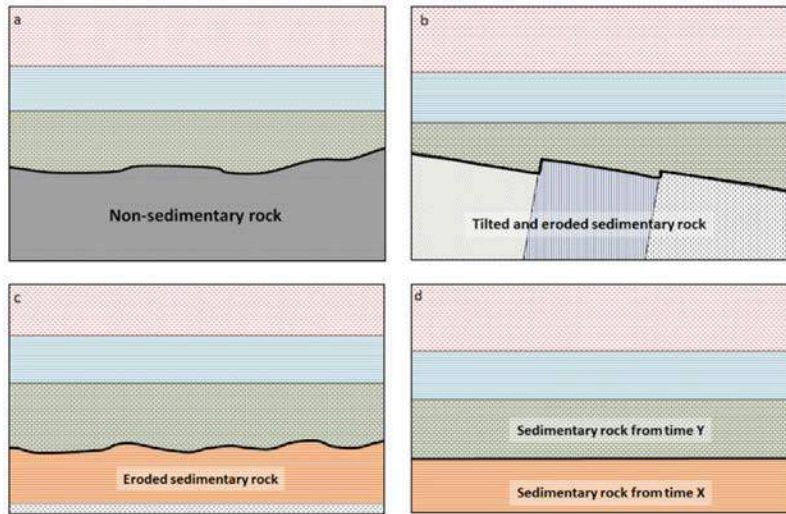 a
Non-sedimentary rock
b
Tilted and eroded sedimentary rock
c
Eroded sedimentary rock
d
Sedimentary rock from time Y
Sedimentary rock from time X